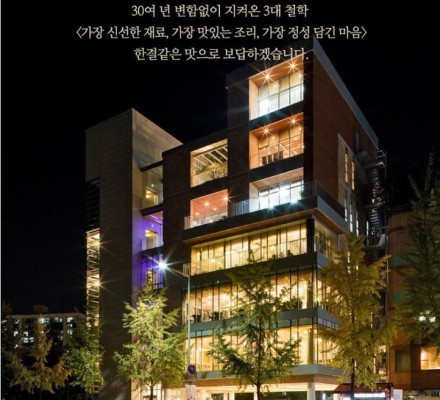 30여 년 변함없이 지켜온 3대 철학
〈가장 신선한 재료, 가장 맛있는 조리, 가장 정성 담긴 마음〉
한결같은 맛으로 보답하겠습니다.